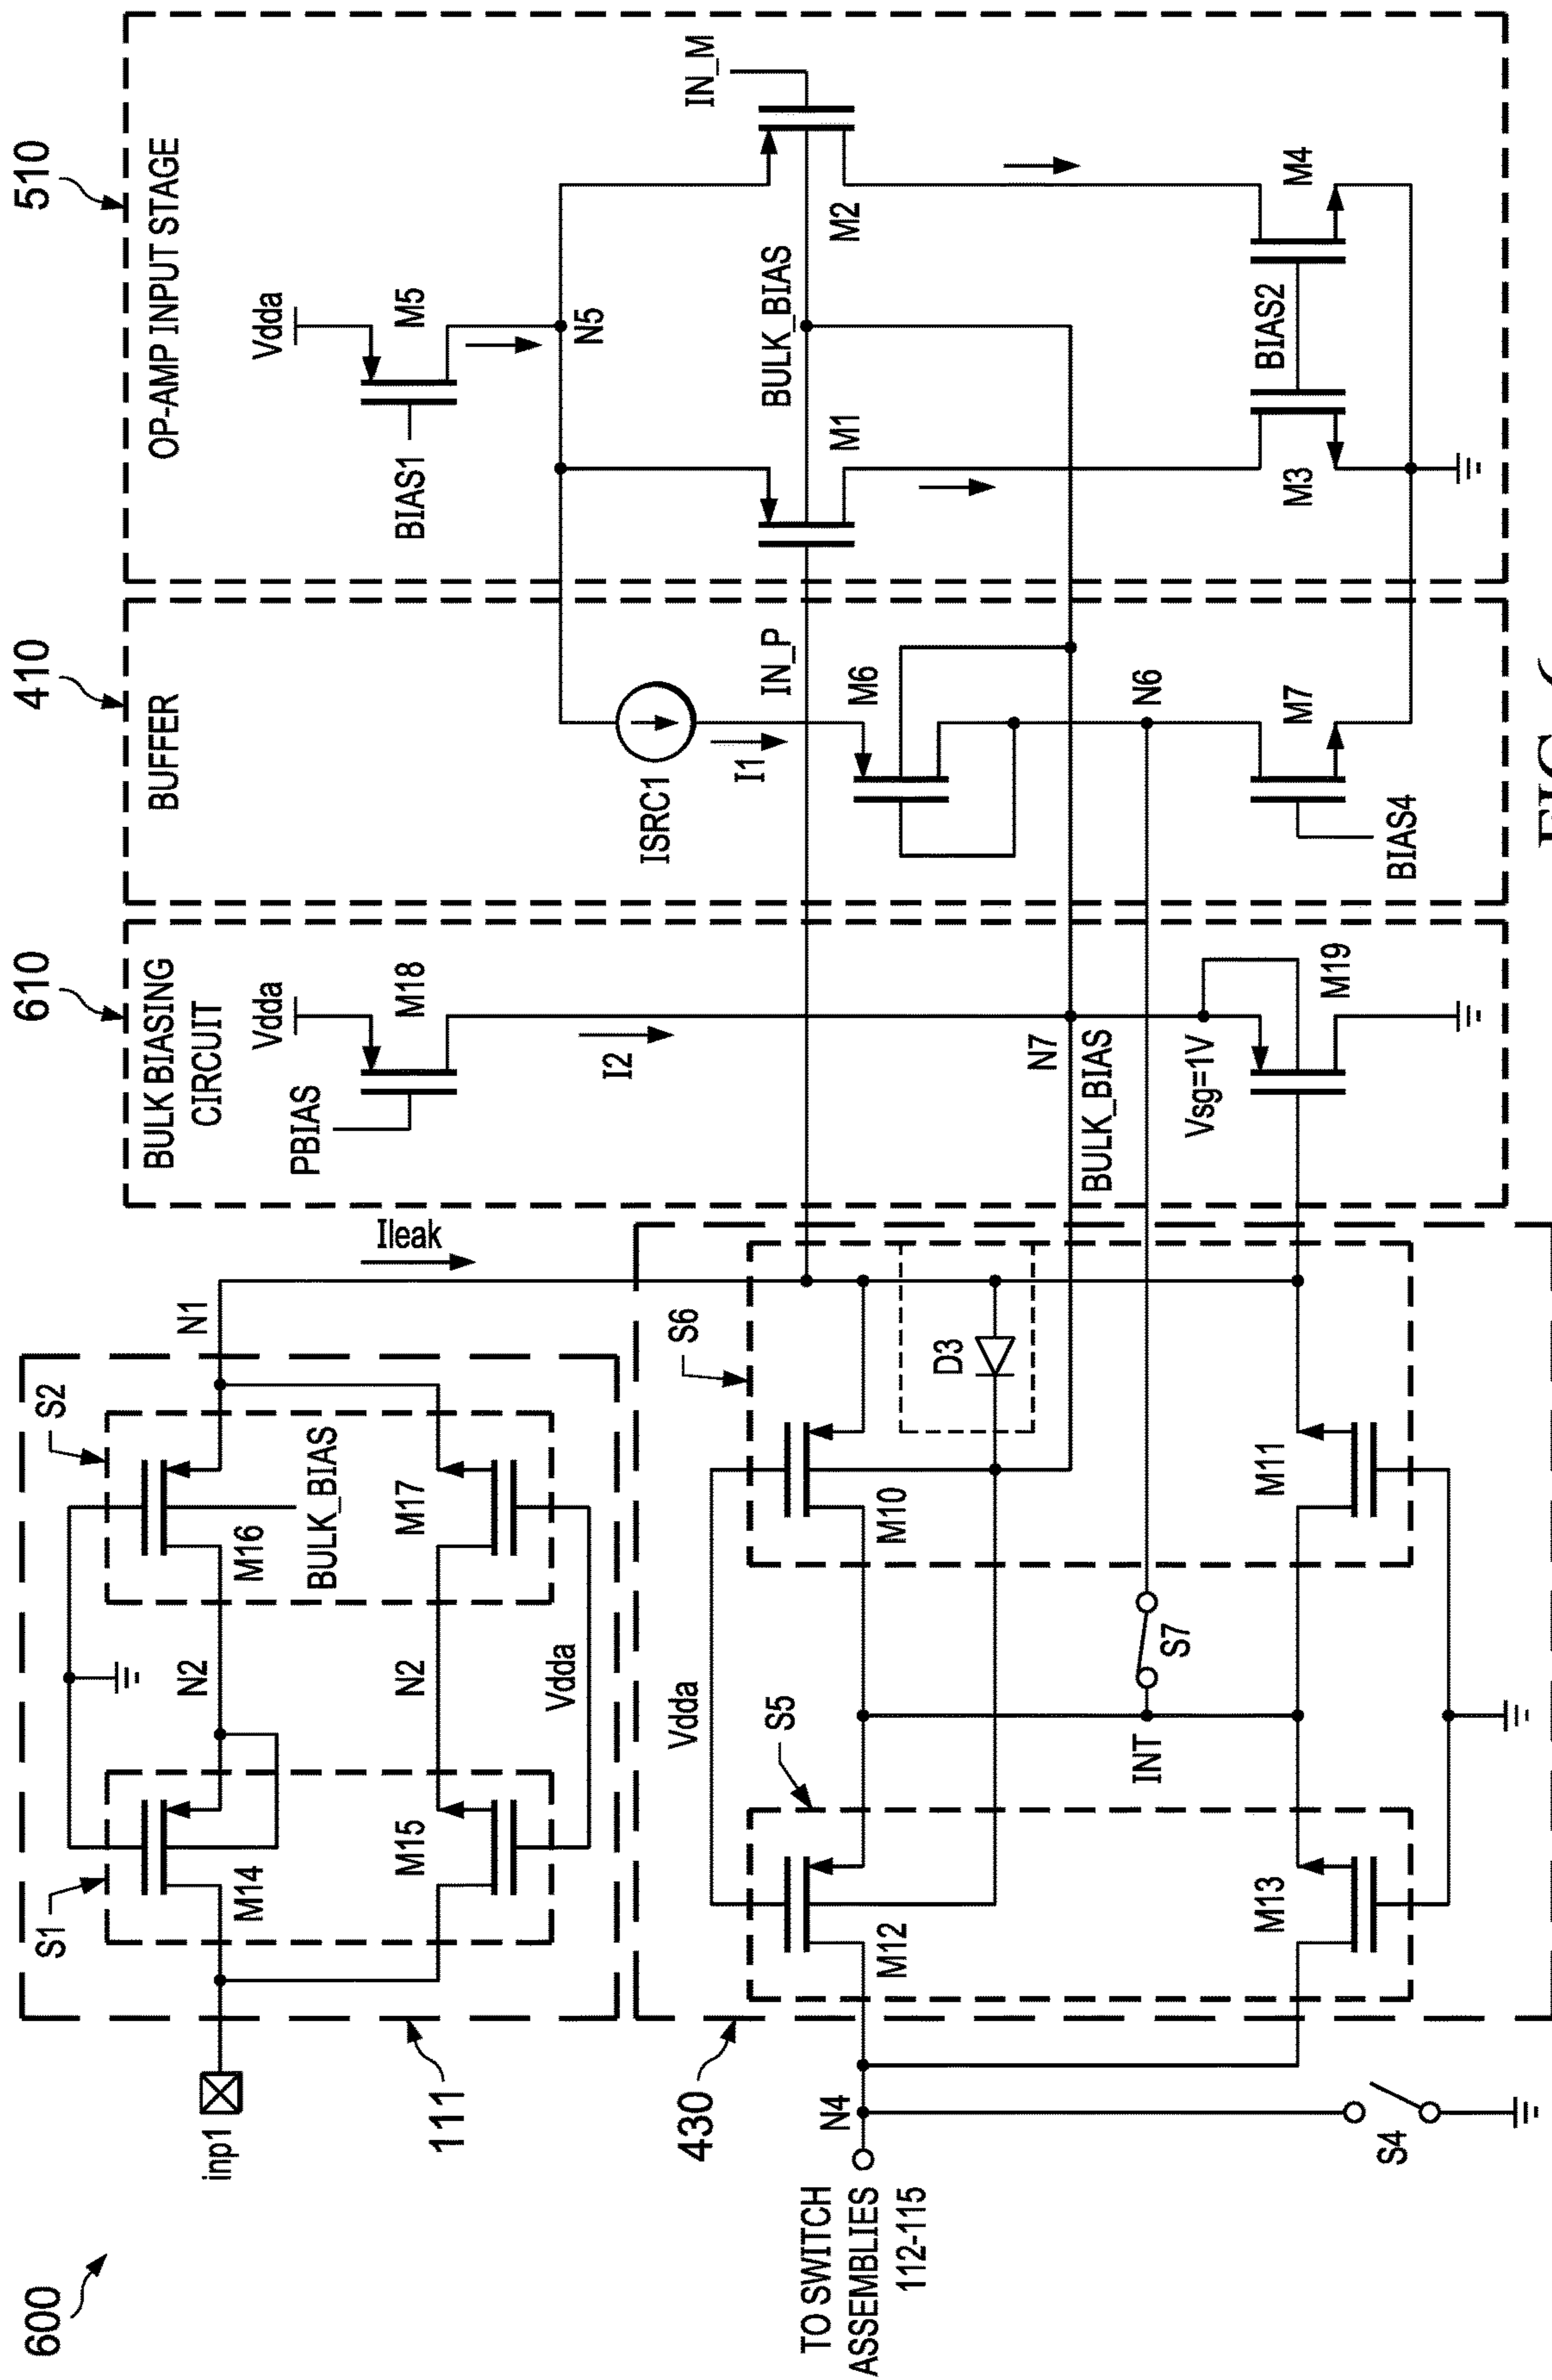 600
inp1
111
S1
M14
M15
N2
N2
S2
M16
BULK_BIAS
M17
Vdda
N1
Ileak
TO SWITCH
ASSEMBLIES
112-115
N4
S4
430
S5
M12
M13
Vdda
INT
S7
S6
M10
D3
M11
610
BULK BIASING
CIRCUIT
Vdda
PBIAS
M18
I2
N7
BULK_BIAS
Vsg=1V
M19
410
BUFFER
ISRC1
I1
IN_P
M6
N6
M7
BIAS4
510
OP-AMP INPUT STAGE
Vdda
BIAS1
M5
N5
M1
BULK_BIAS
M2
IN_M
M3
BIAS2
M4